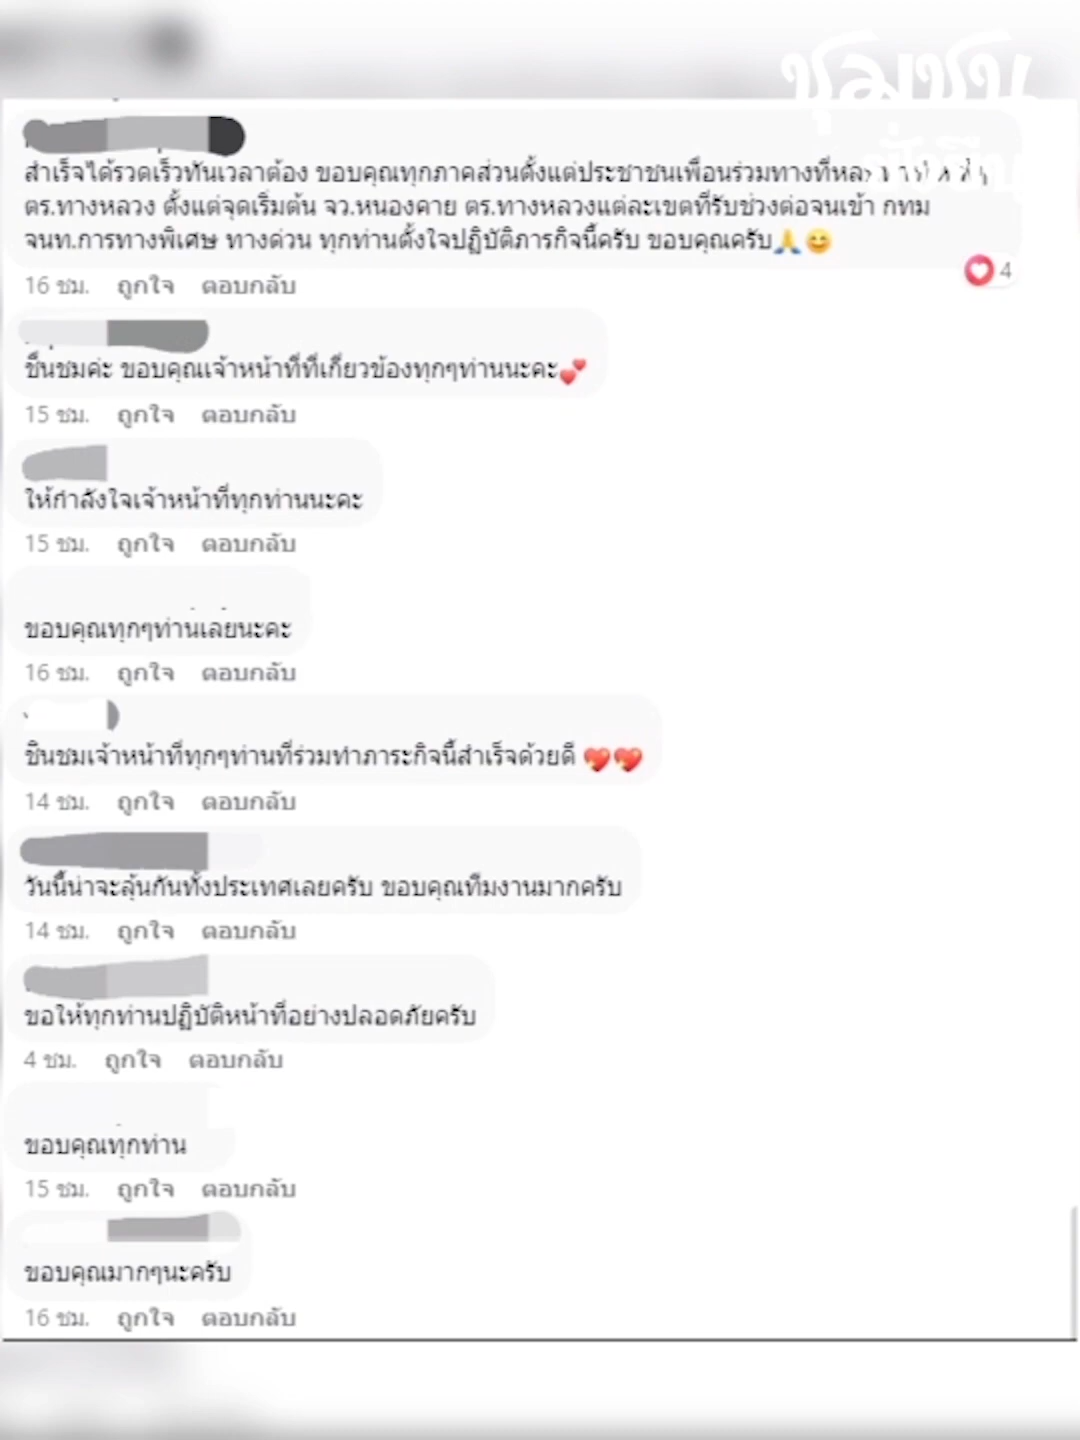 ชุมชน
ยั่งยืน
สำเร็จได้รวดเร็วทันเวลาต้อง ขอบคุณทุกภาคส่วนตั้งแต่ประชาชนเพื่อนร่วมทางที่
ตร.ทางหลวง ตั้งแต่จุดเริ่มต้น จว.หนองคาย ตร.ทางหลวงแต่ละเขตที่รับช่วงต่อจนเข้า กทม
จนท.การทางพิเศษ ทางด่วน ทุกท่านตั้งใจปฏิบัติภารกิจนี้ครับ ขอบคุณครับ🙏😊
16 ชม. ถูกใจ ตอบกลับ 4
ชื่นชมค่ะ ขอบคุณเจ้าหน้าที่ที่เกี่ยวข้องทุกๆท่านนะคะ💕
15 ชม. ถูกใจ ตอบกลับ
ให้กำลังใจเจ้าหน้าที่ทุกท่านนะคะ
15 ชม. ถูกใจ ตอบกลับ
ขอบคุณทุกๆท่านเลยนะคะ
16 ชม. ถูกใจ ตอบกลับ
ชื่นชมเจ้าหน้าที่ทุกๆท่านที่ร่วมทำภาระกิจนี้สำเร็จด้วยดี 💖💖
14 ชม. ถูกใจ ตอบกลับ
วันนี้น่าจะลุ้นกันทั้งประเทศเลยครับ ขอบคุณทีมงานมากครับ
14 ชม. ถูกใจ ตอบกลับ
ขอให้ทุกท่านปฏิบัติหน้าที่อย่างปลอดภัยครับ
4 ชม. ถูกใจ ตอบกลับ
ขอบคุณทุกท่าน
15 ชม. ถูกใจ ตอบกลับ
ขอบคุณมากๆนะครับ
16 ชม. ถูกใจ ตอบกลับ